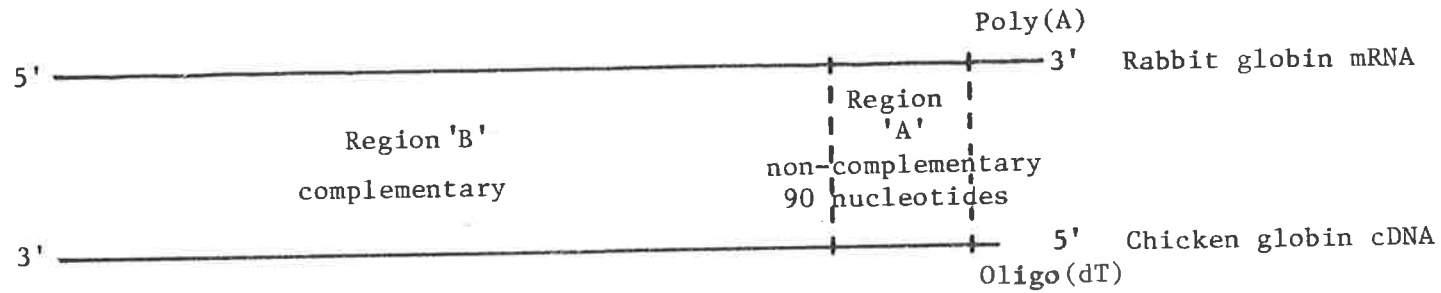 Poly(A)
5' 3' Rabbit globin mRNA
Region
'A'
Region 'B'
non-complementary
complementary
90 nucleotides
3' 5' Chicken globin cDNA
Oligo(dT)